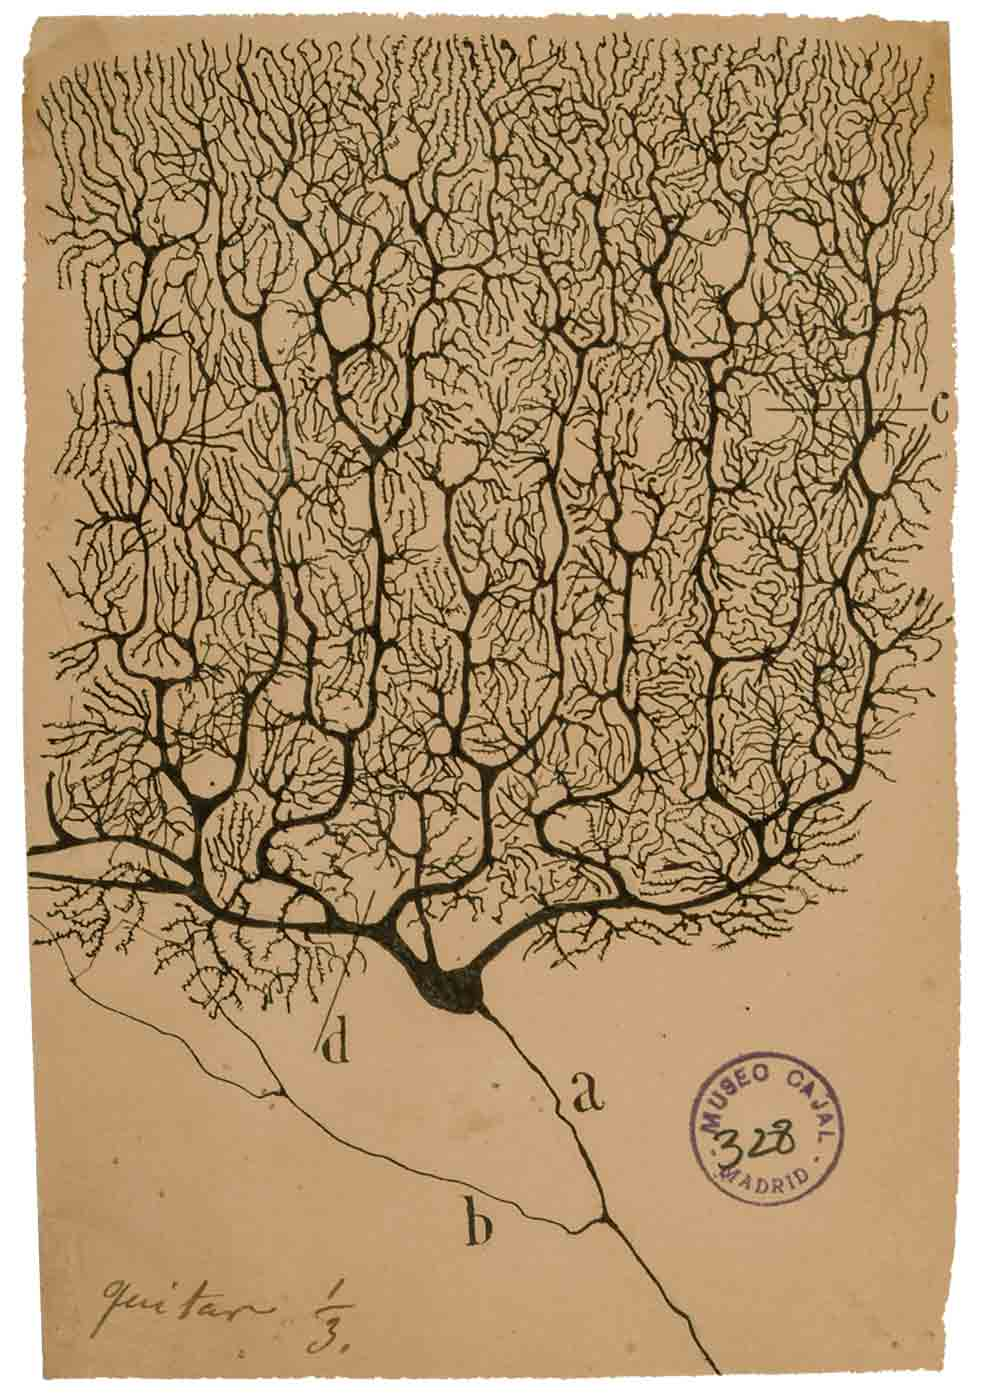 c
d
a
MUSEO CAJAL
328
MADRID
b
quitar 1/3.